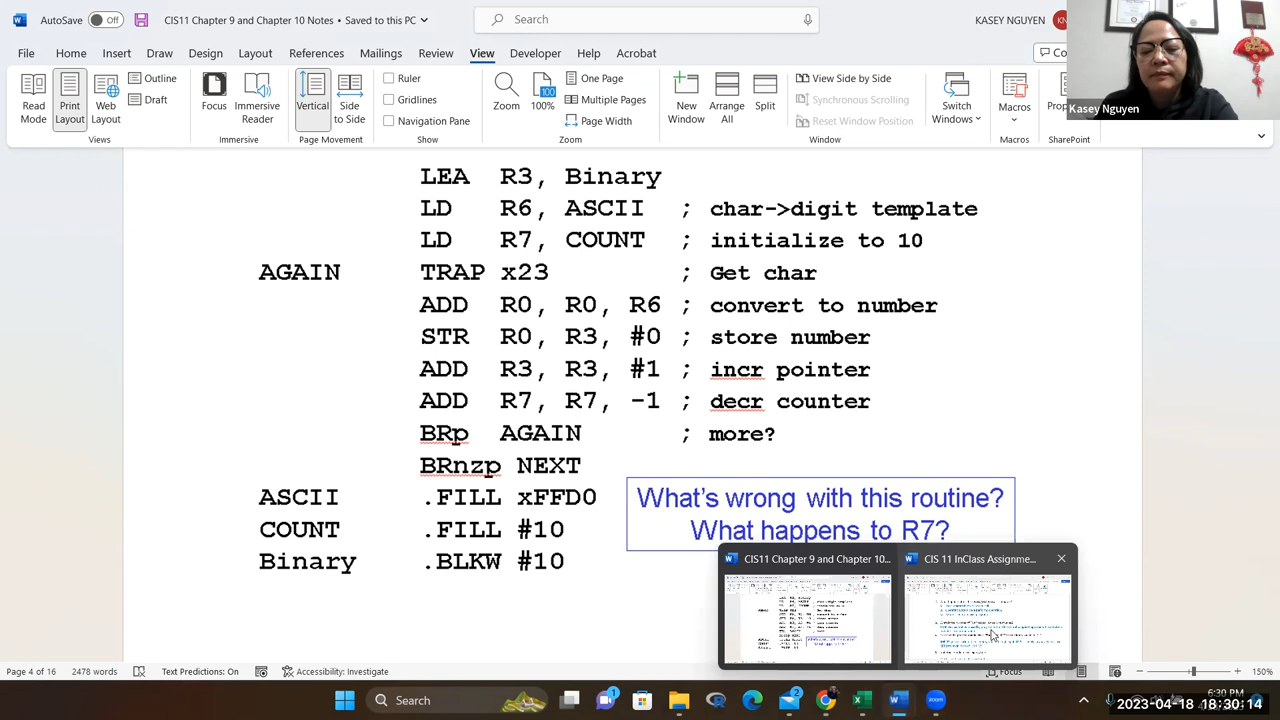 AutoSave Off CIS11 Chapter 9 and Chapter 10 Notes • Saved to this PC Search KASEY NGUYEN KN
File Home Insert Draw Design Layout References Mailings Review View Developer Help Acrobat Co
Read Mode Print Layout Web Layout Outline Draft Focus Immersive Reader Vertical Side to Side Ruler Gridlines Navigation Pane Zoom 100 100% One Page Multiple Pages Page Width New Window Arrange All Split View Side by Side Synchronous Scrolling Reset Window Position Switch Windows Macros Prop
Views Immersive Page Movement Show Zoom Window Macros SharePoint
Kasey Nguyen
LEA R3, Binary
LD R6, ASCII ; char->digit template
LD R7, COUNT ; initialize to 10
AGAIN TRAP x23 ; Get char
ADD R0, R0, R6 ; convert to number
STR R0, R3, #0 ; store number
ADD R3, R3, #1 ; incr pointer
ADD R7, R7, -1 ; decr counter
BRp AGAIN ; more?
BRnzp NEXT
ASCII .FILL xFFD0
COUNT .FILL #10
Binary .BLKW #10
What's wrong with this routine?
What happens to R7?
CIS11 Chapter 9 and Chapter 10... CIS 11 InClass Assignme...
Page 4 of 16 2478 words Text Predictions: On Accessibility: Investigate Focus 150%
Search 1 2 6:30 PM
2023-04-18 18:30:14